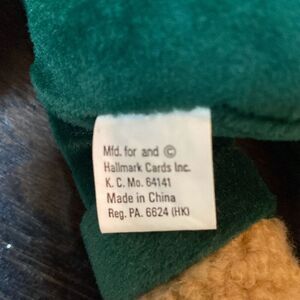 Mfd. for and ©
Hallmark Cards Inc.
K. C. Mo. 64141
Made in China
Reg. PA. 6624 (HK)